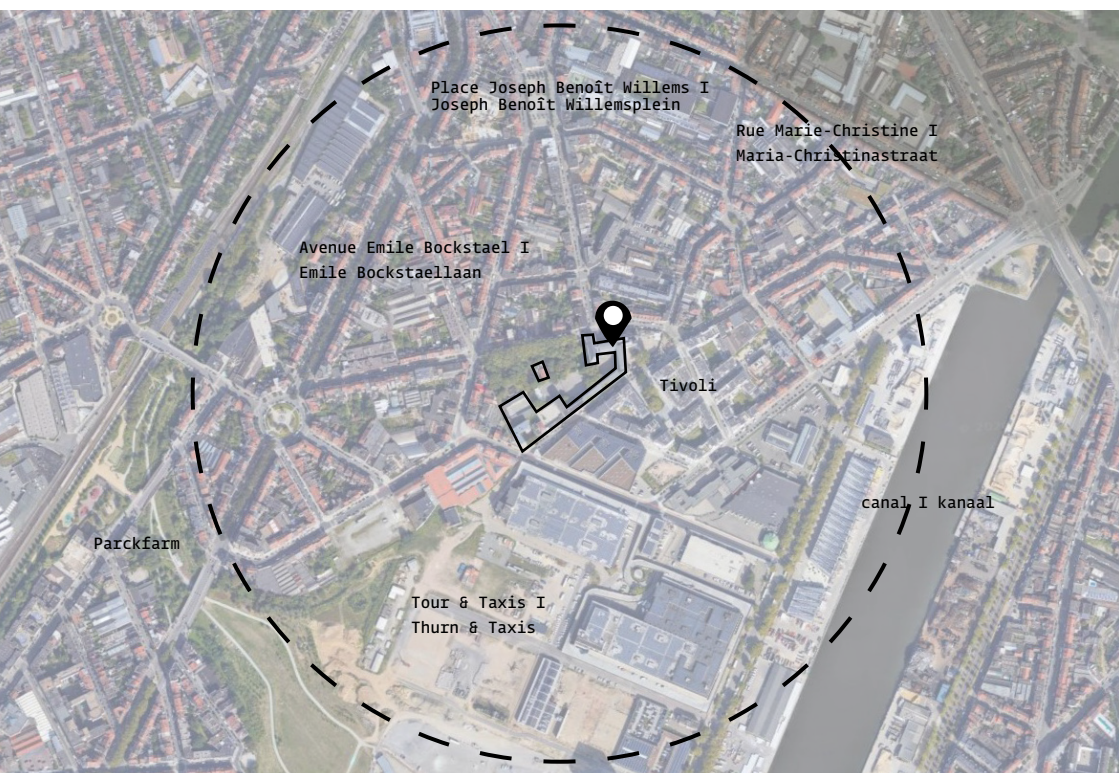 Place Joseph Benoît Willems I
Joseph Benoît Willemsplein
Rue Marie-Christine I
Maria-Christinastraat
Avenue Emile Bockstael I
Emile Bockstaellaan
Tivoli
canal I kanaal
Parckfarm
Tour & Taxis I
Thurn & Taxis